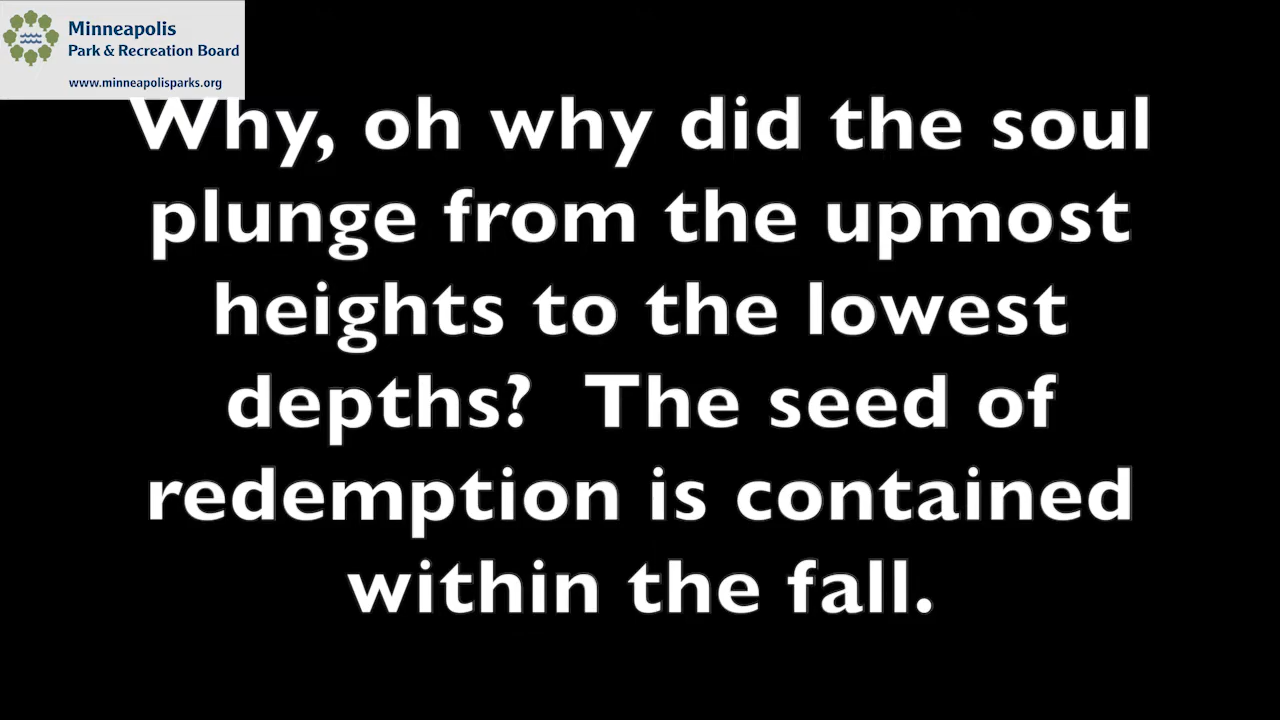 Minneapolis
Park & Recreation Board
www.minneapolisparks.org
Why, oh why did the soul
plunge from the upmost
heights to the lowest
depths?  The seed of
redemption is contained
within the fall.